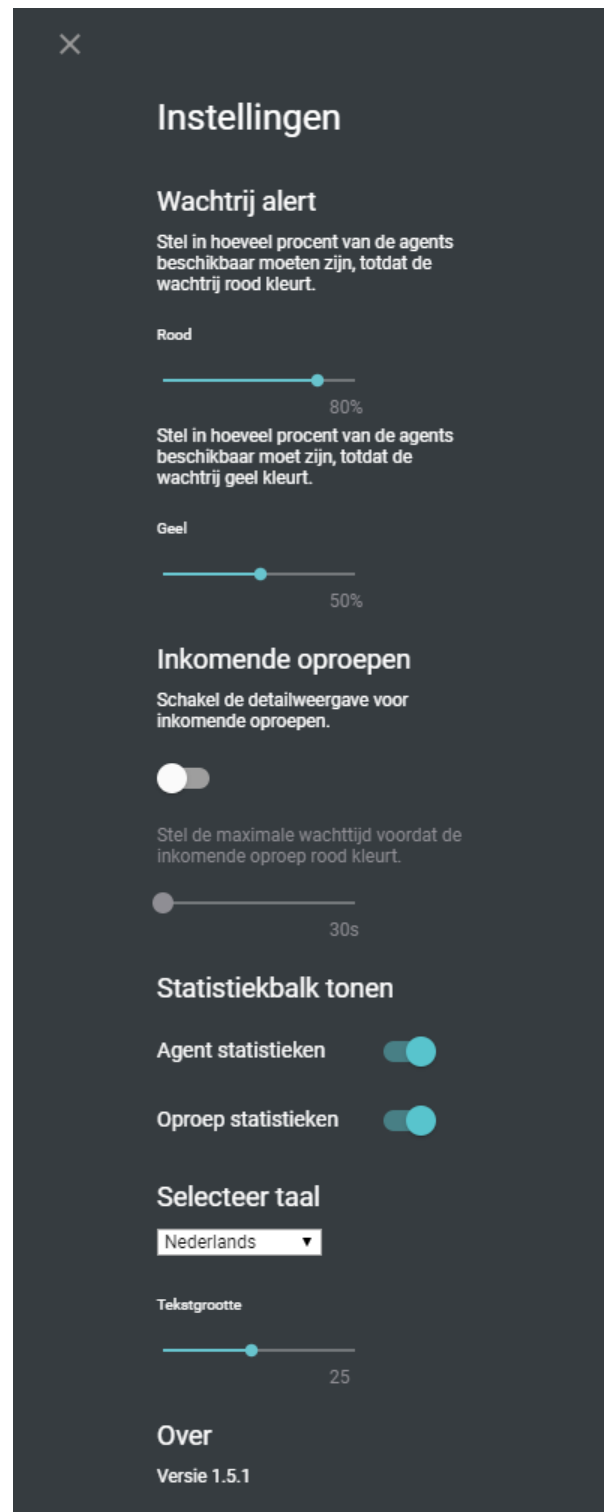 Instellingen
Wachtrij alert
Stel in hoeveel procent van de agents
beschikbaar moeten zijn, totdat de
wachtrij rood kleurt.
Rood
80%
Stel in hoeveel procent van de agents
beschikbaar moet zijn, totdat de
wachtrij geel kleurt.
Geel
50%
Inkomende oproepen
Schakel de detailweergave voor
inkomende oproepen.
Stel de maximale wachttijd voordat de
inkomende oproep rood kleurt.
30s
Statistiekbalk tonen
Agent statistieken
Oproep statistieken
Selecteer taal
Nederlands
Tekstgrootte
25
Over
Versie 1.5.1